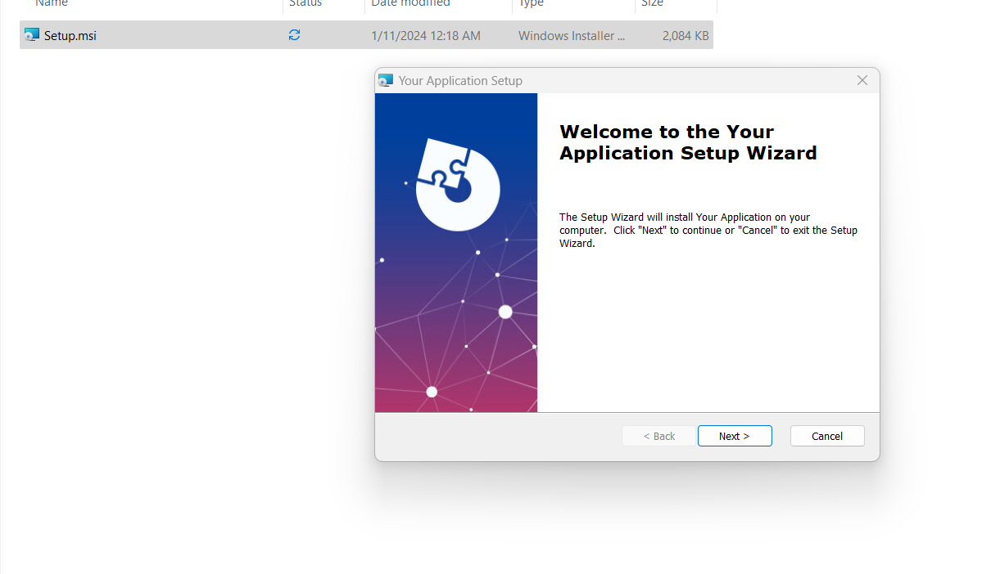 Name Status Date modified Type Size
Setup.msi 1/11/2024 12:18 AM Windows Installer ... 2,084 KB
Your Application Setup
Welcome to the Your
Application Setup Wizard
The Setup Wizard will install Your Application on your
computer.  Click "Next" to continue or "Cancel" to exit the Setup
Wizard.
< Back Next > Cancel